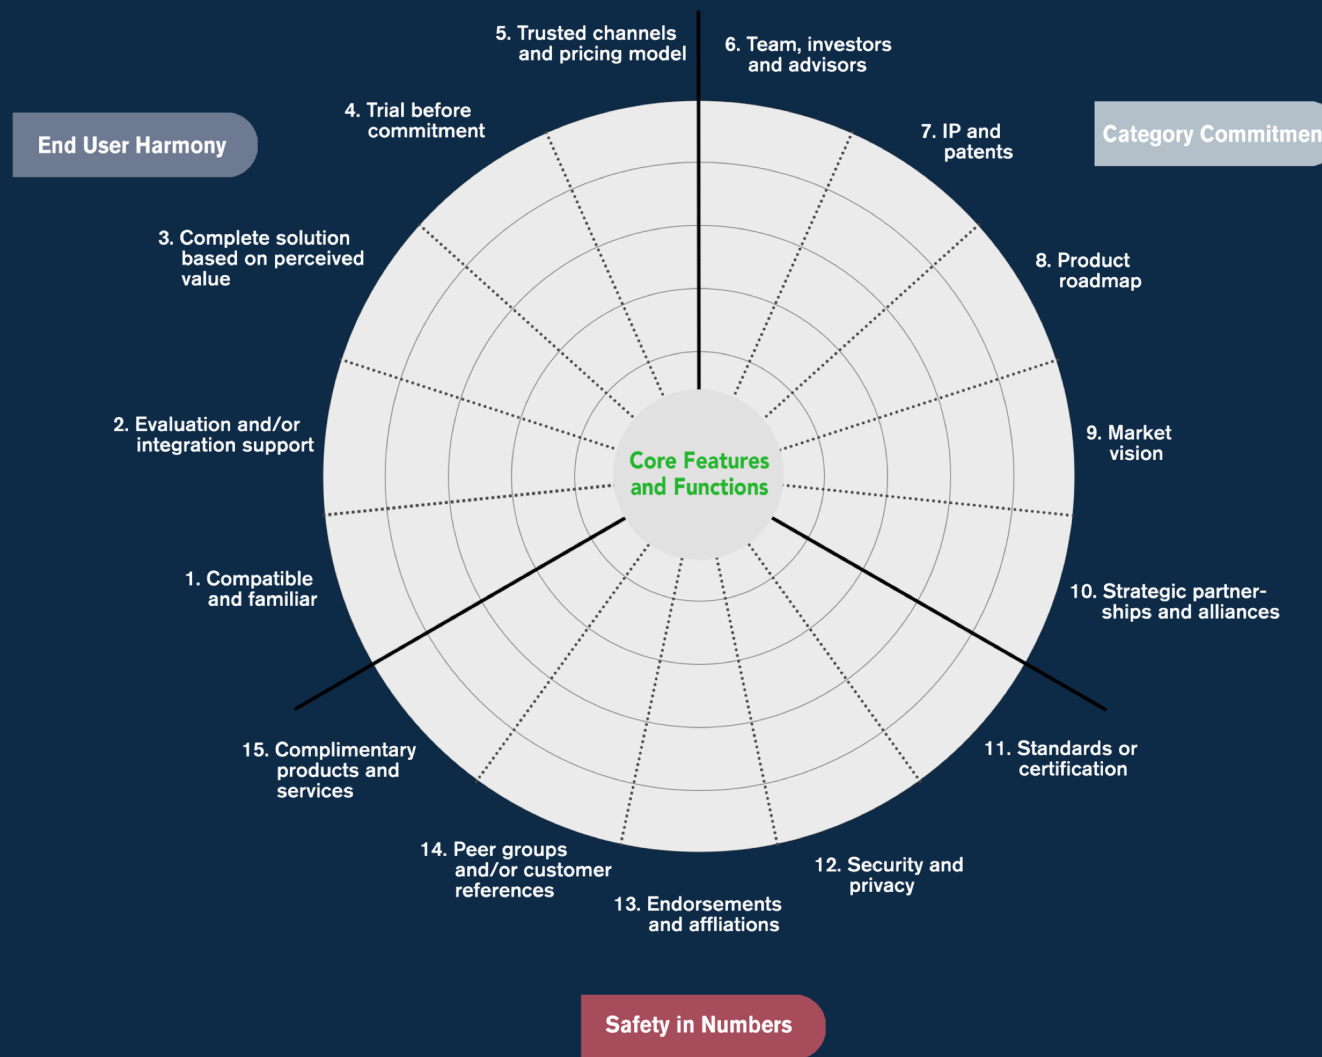 5. Trusted channels
and pricing model
6. Team, investors
and advisors
4. Trial before
commitment
7. IP and
patents
End User Harmony
Category Commitmen
3. Complete solution
based on perceived
value
8. Product
roadmap
2. Evaluation and/or
integration support
9. Market
vision
Core Features
and Functions
1. Compatible
and familiar
10. Strategic partner-
ships and alliances
15. Complimentary
products and
services
11. Standards or
certification
14. Peer groups
and/or customer
references
12. Security and
privacy
13. Endorsements
and affliations
Safety in Numbers